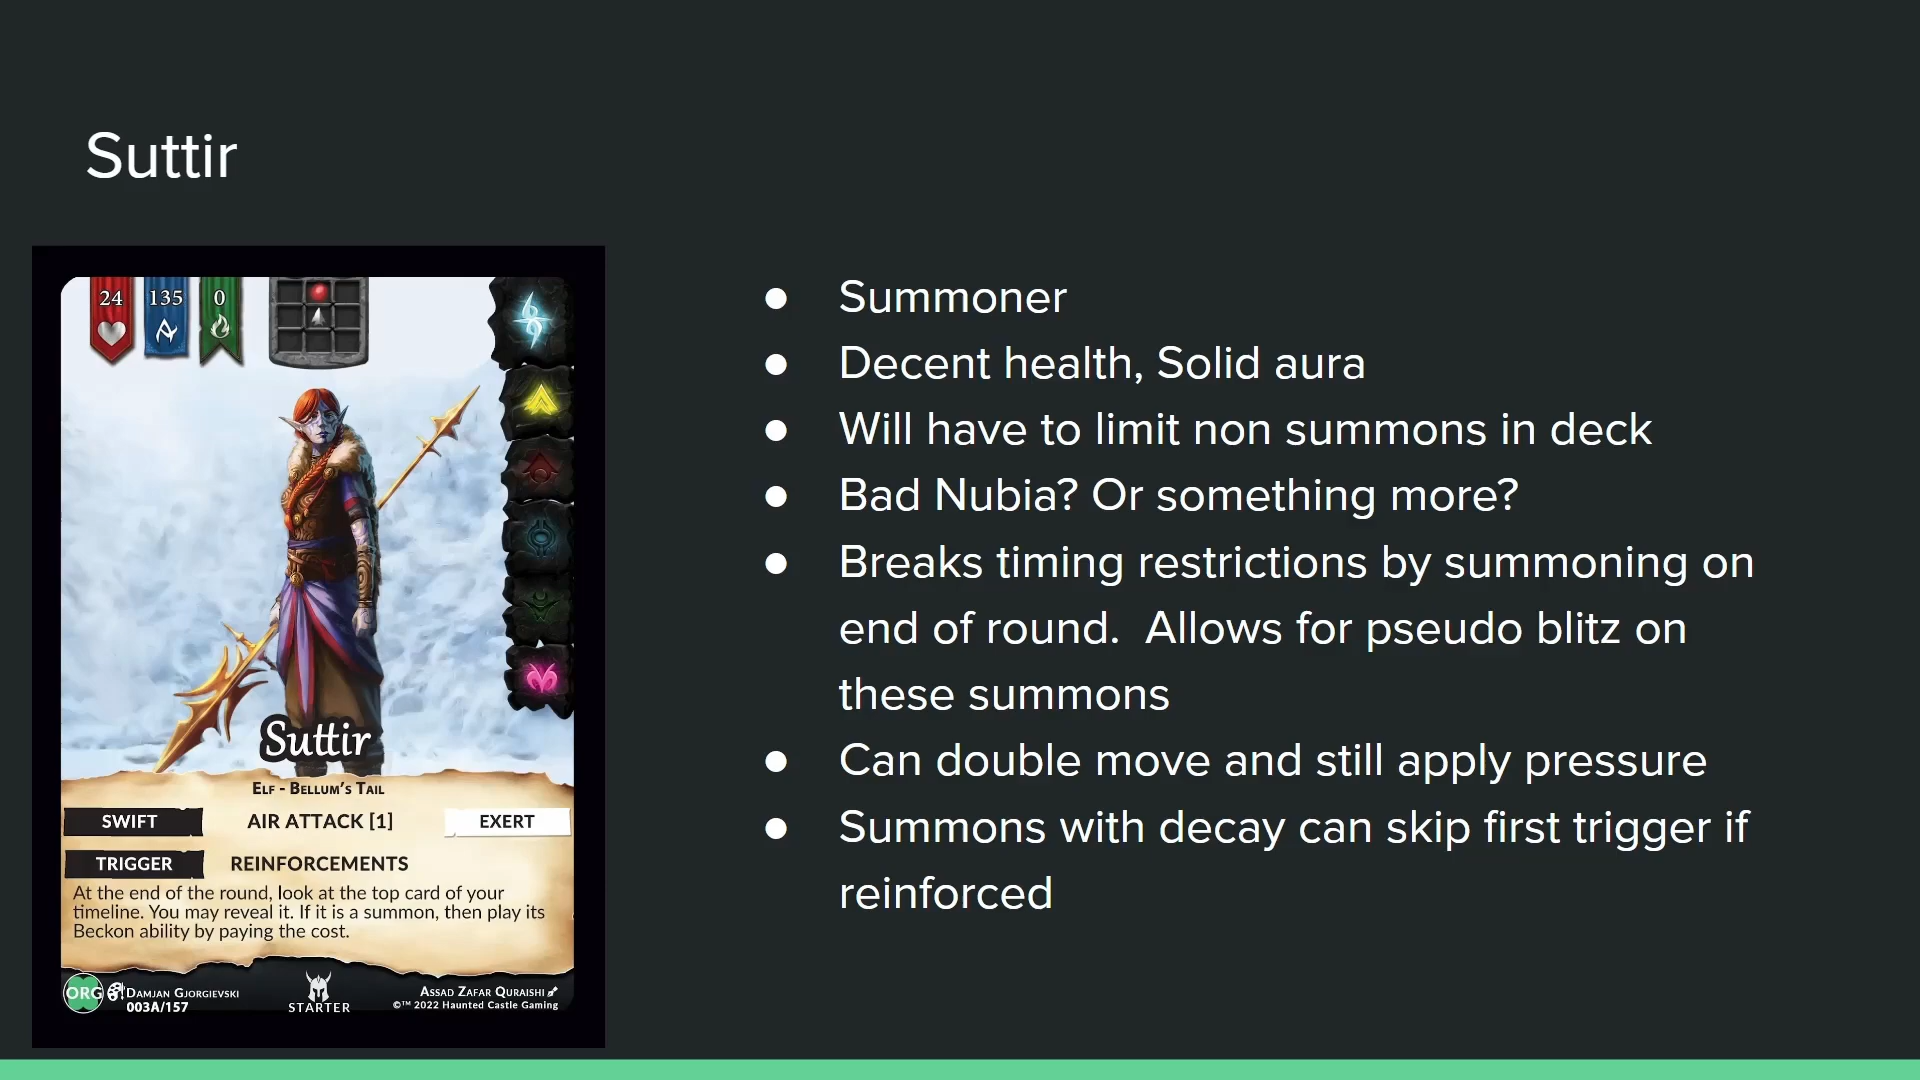 Suttir
24 135 0
Suttir
Elf - Bellum's Tail
SWIFT AIR ATTACK [1] EXERT
TRIGGER REINFORCEMENTS
At the end of the round, look at the top card of your
timeline. You may reveal it. If it is a summon, then play its
Beckon ability by paying the cost.
ORG Damjan Gjorgievski
003A/157
STARTER
Assad Zafar Quraishi
©™ 2022 Haunted Castle Gaming
● Summoner
● Decent health, Solid aura
● Will have to limit non summons in deck
● Bad Nubia? Or something more?
● Breaks timing restrictions by summoning on
end of round.  Allows for pseudo blitz on
these summons
● Can double move and still apply pressure
● Summons with decay can skip first trigger if
reinforced